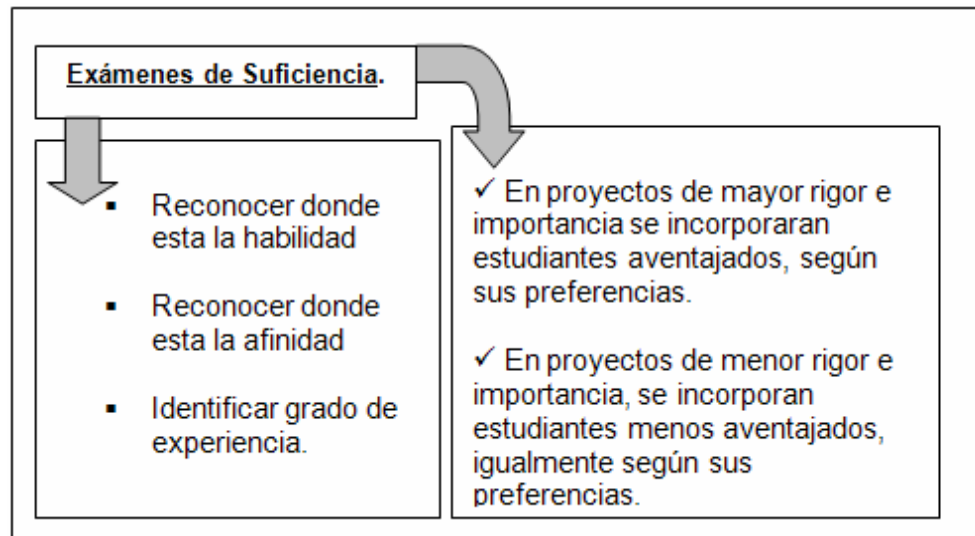 Exámenes de Suficiencia.
▪ Reconocer donde
esta la habilidad
▪ Reconocer donde
esta la afinidad
▪ Identificar grado de
experiencia.
✓ En proyectos de mayor rigor e
importancia se incorporaran
estudiantes aventajados, según
sus preferencias.
✓ En proyectos de menor rigor e
importancia, se incorporan
estudiantes menos aventajados,
igualmente según sus
preferencias.